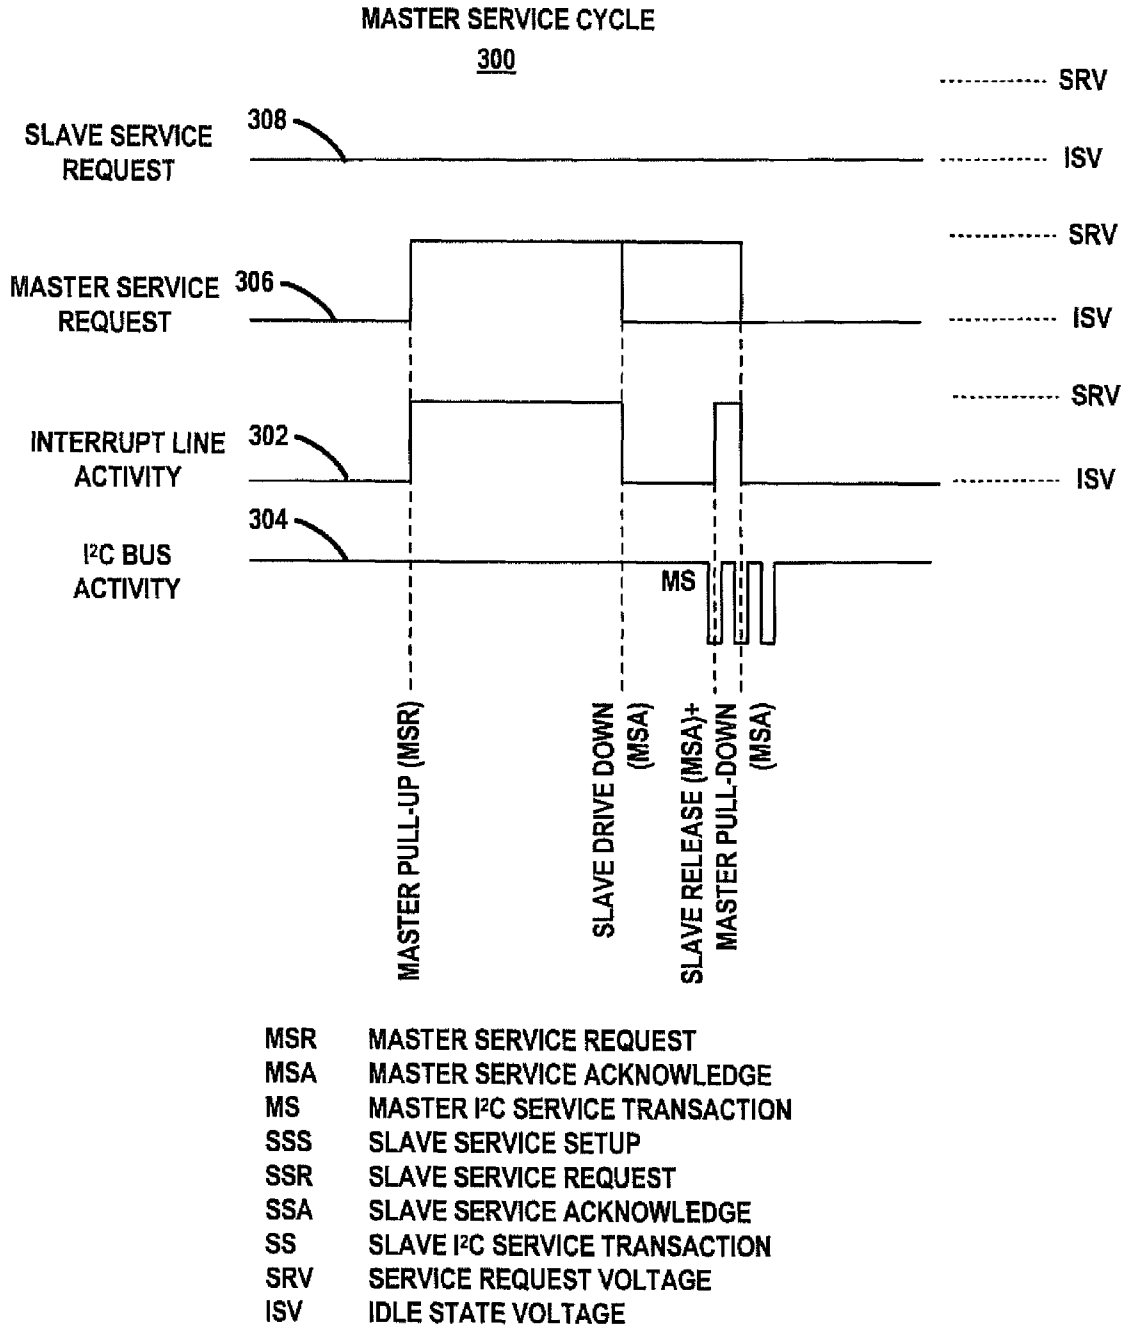 MASTER SERVICE CYCLE
300
SRV
308
SLAVE SERVICE
REQUEST
ISV
SRV
306
MASTER SERVICE
REQUEST
ISV
SRV
302
INTERRUPT LINE
ACTIVITY
ISV
304
I²C BUS
ACTIVITY
MS
MASTER PULL-UP (MSR)
SLAVE DRIVE DOWN
(MSA)
SLAVE RELEASE (MSA)+
MASTER PULL-DOWN
(MSA)
MSR MASTER SERVICE REQUEST
MSA MASTER SERVICE ACKNOWLEDGE
MS MASTER I²C SERVICE TRANSACTION
SSS SLAVE SERVICE SETUP
SSR SLAVE SERVICE REQUEST
SSA SLAVE SERVICE ACKNOWLEDGE
SS SLAVE I²C SERVICE TRANSACTION
SRV SERVICE REQUEST VOLTAGE
ISV IDLE STATE VOLTAGE